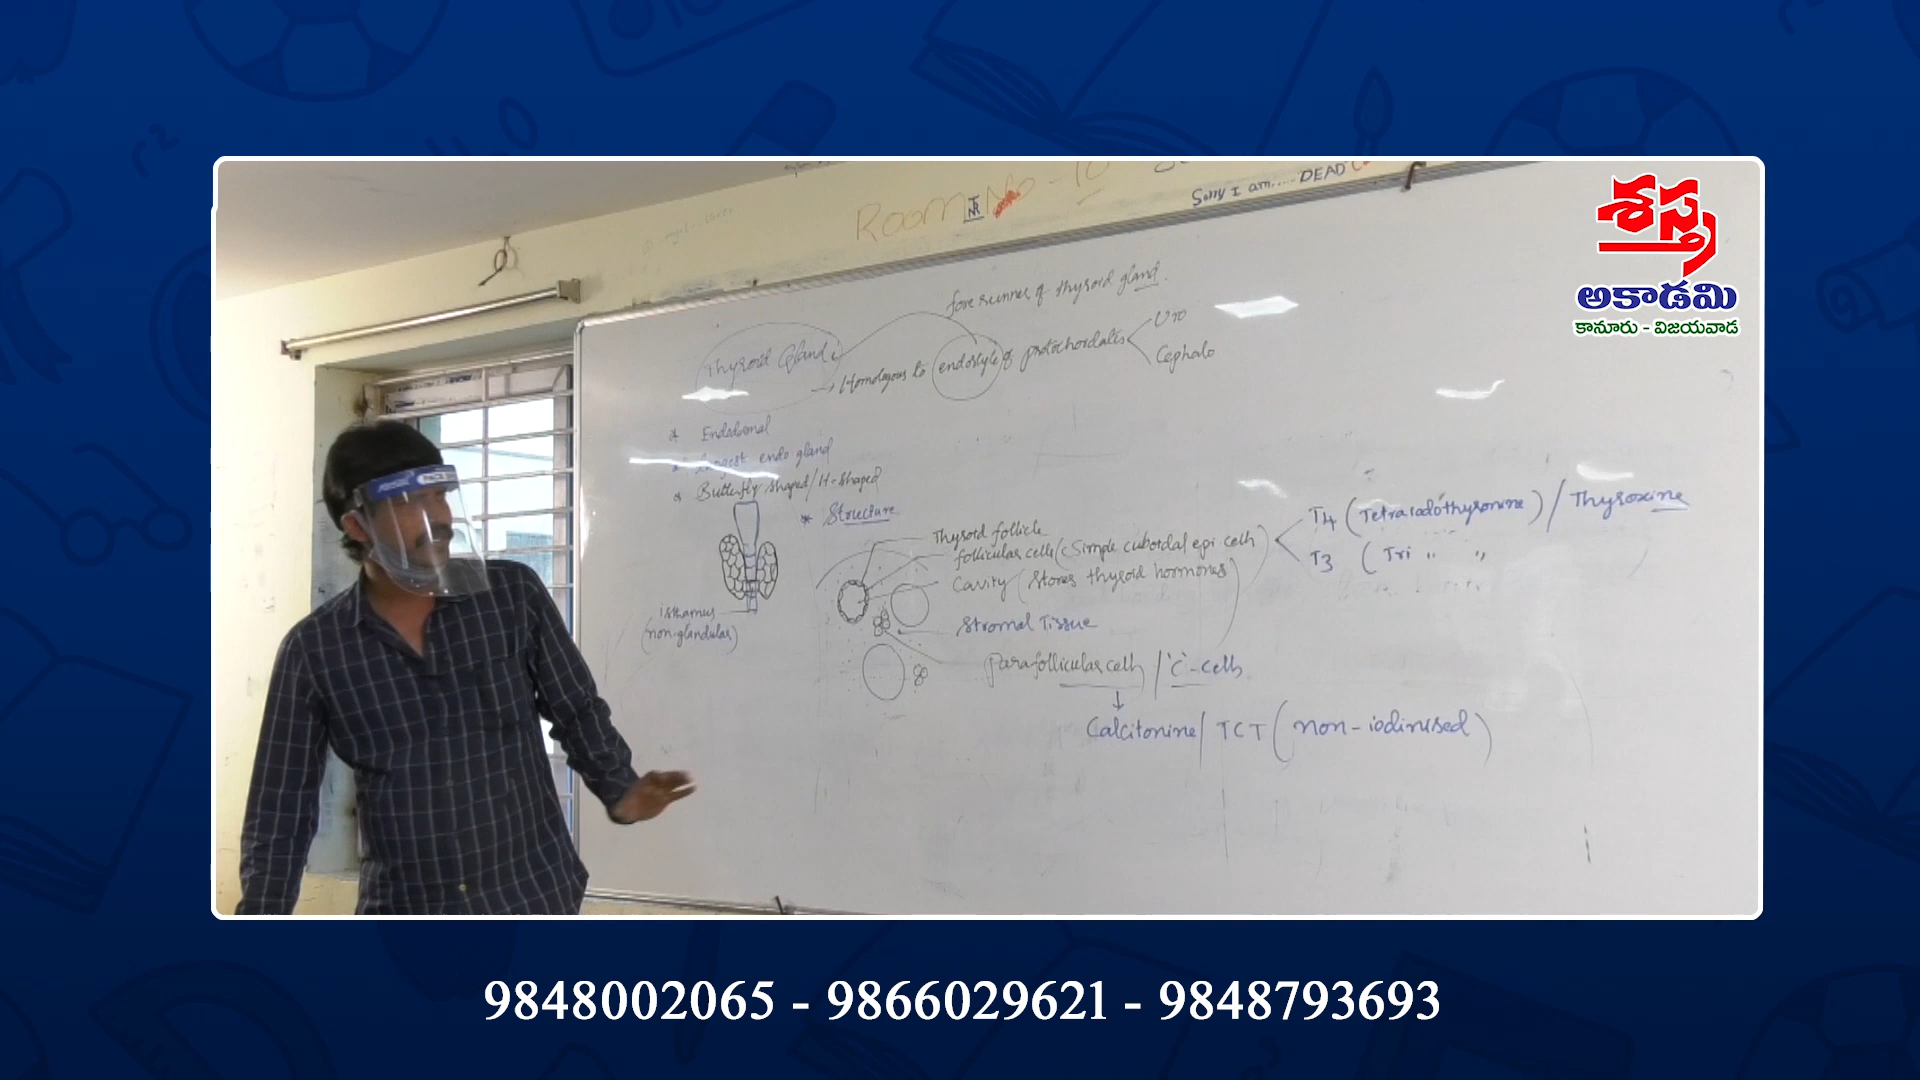 Room No - 10
Sorry I am..... DEAD
శస్త్ర
అకాడమి
కానూరు - విజయవాడ
fore runner of thyroid gland.
Thyroid Gland:
→ Homologous to endostyle of protochordates
Uro
Cephalo
* Endodermal
* Largest endo gland
* Butterfly shaped / H-shaped
* Structure
isthamus
(non-glandular)
Thyroid follicle
follicular cells (Simple cuboidal epi cells)
Cavity (Stores thyroid hormones)
Stromal Tissue
parafollicular cells / 'C'-cells
↓
Calcitonine / TCT (non-iodinised)
T4 (Tetraiodothyronine) / Thyroxine
T3 (Tri " "
9848002065 - 9866029621 - 9848793693